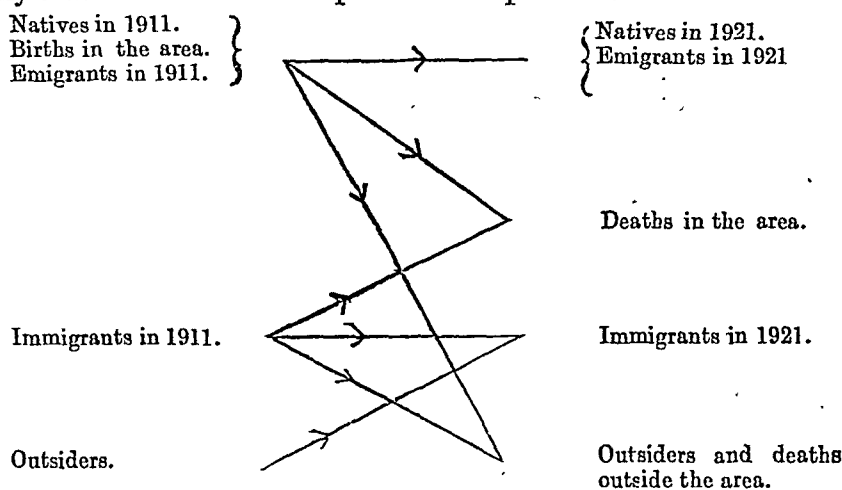 Natives in 1911.
Births in the area.
Emigrants in 1911.
Natives in 1921.
Emigrants in 1921
Deaths in the area.
Immigrants in 1911.
Immigrants in 1921.
Outsiders.
Outsiders and deaths
outside the area.